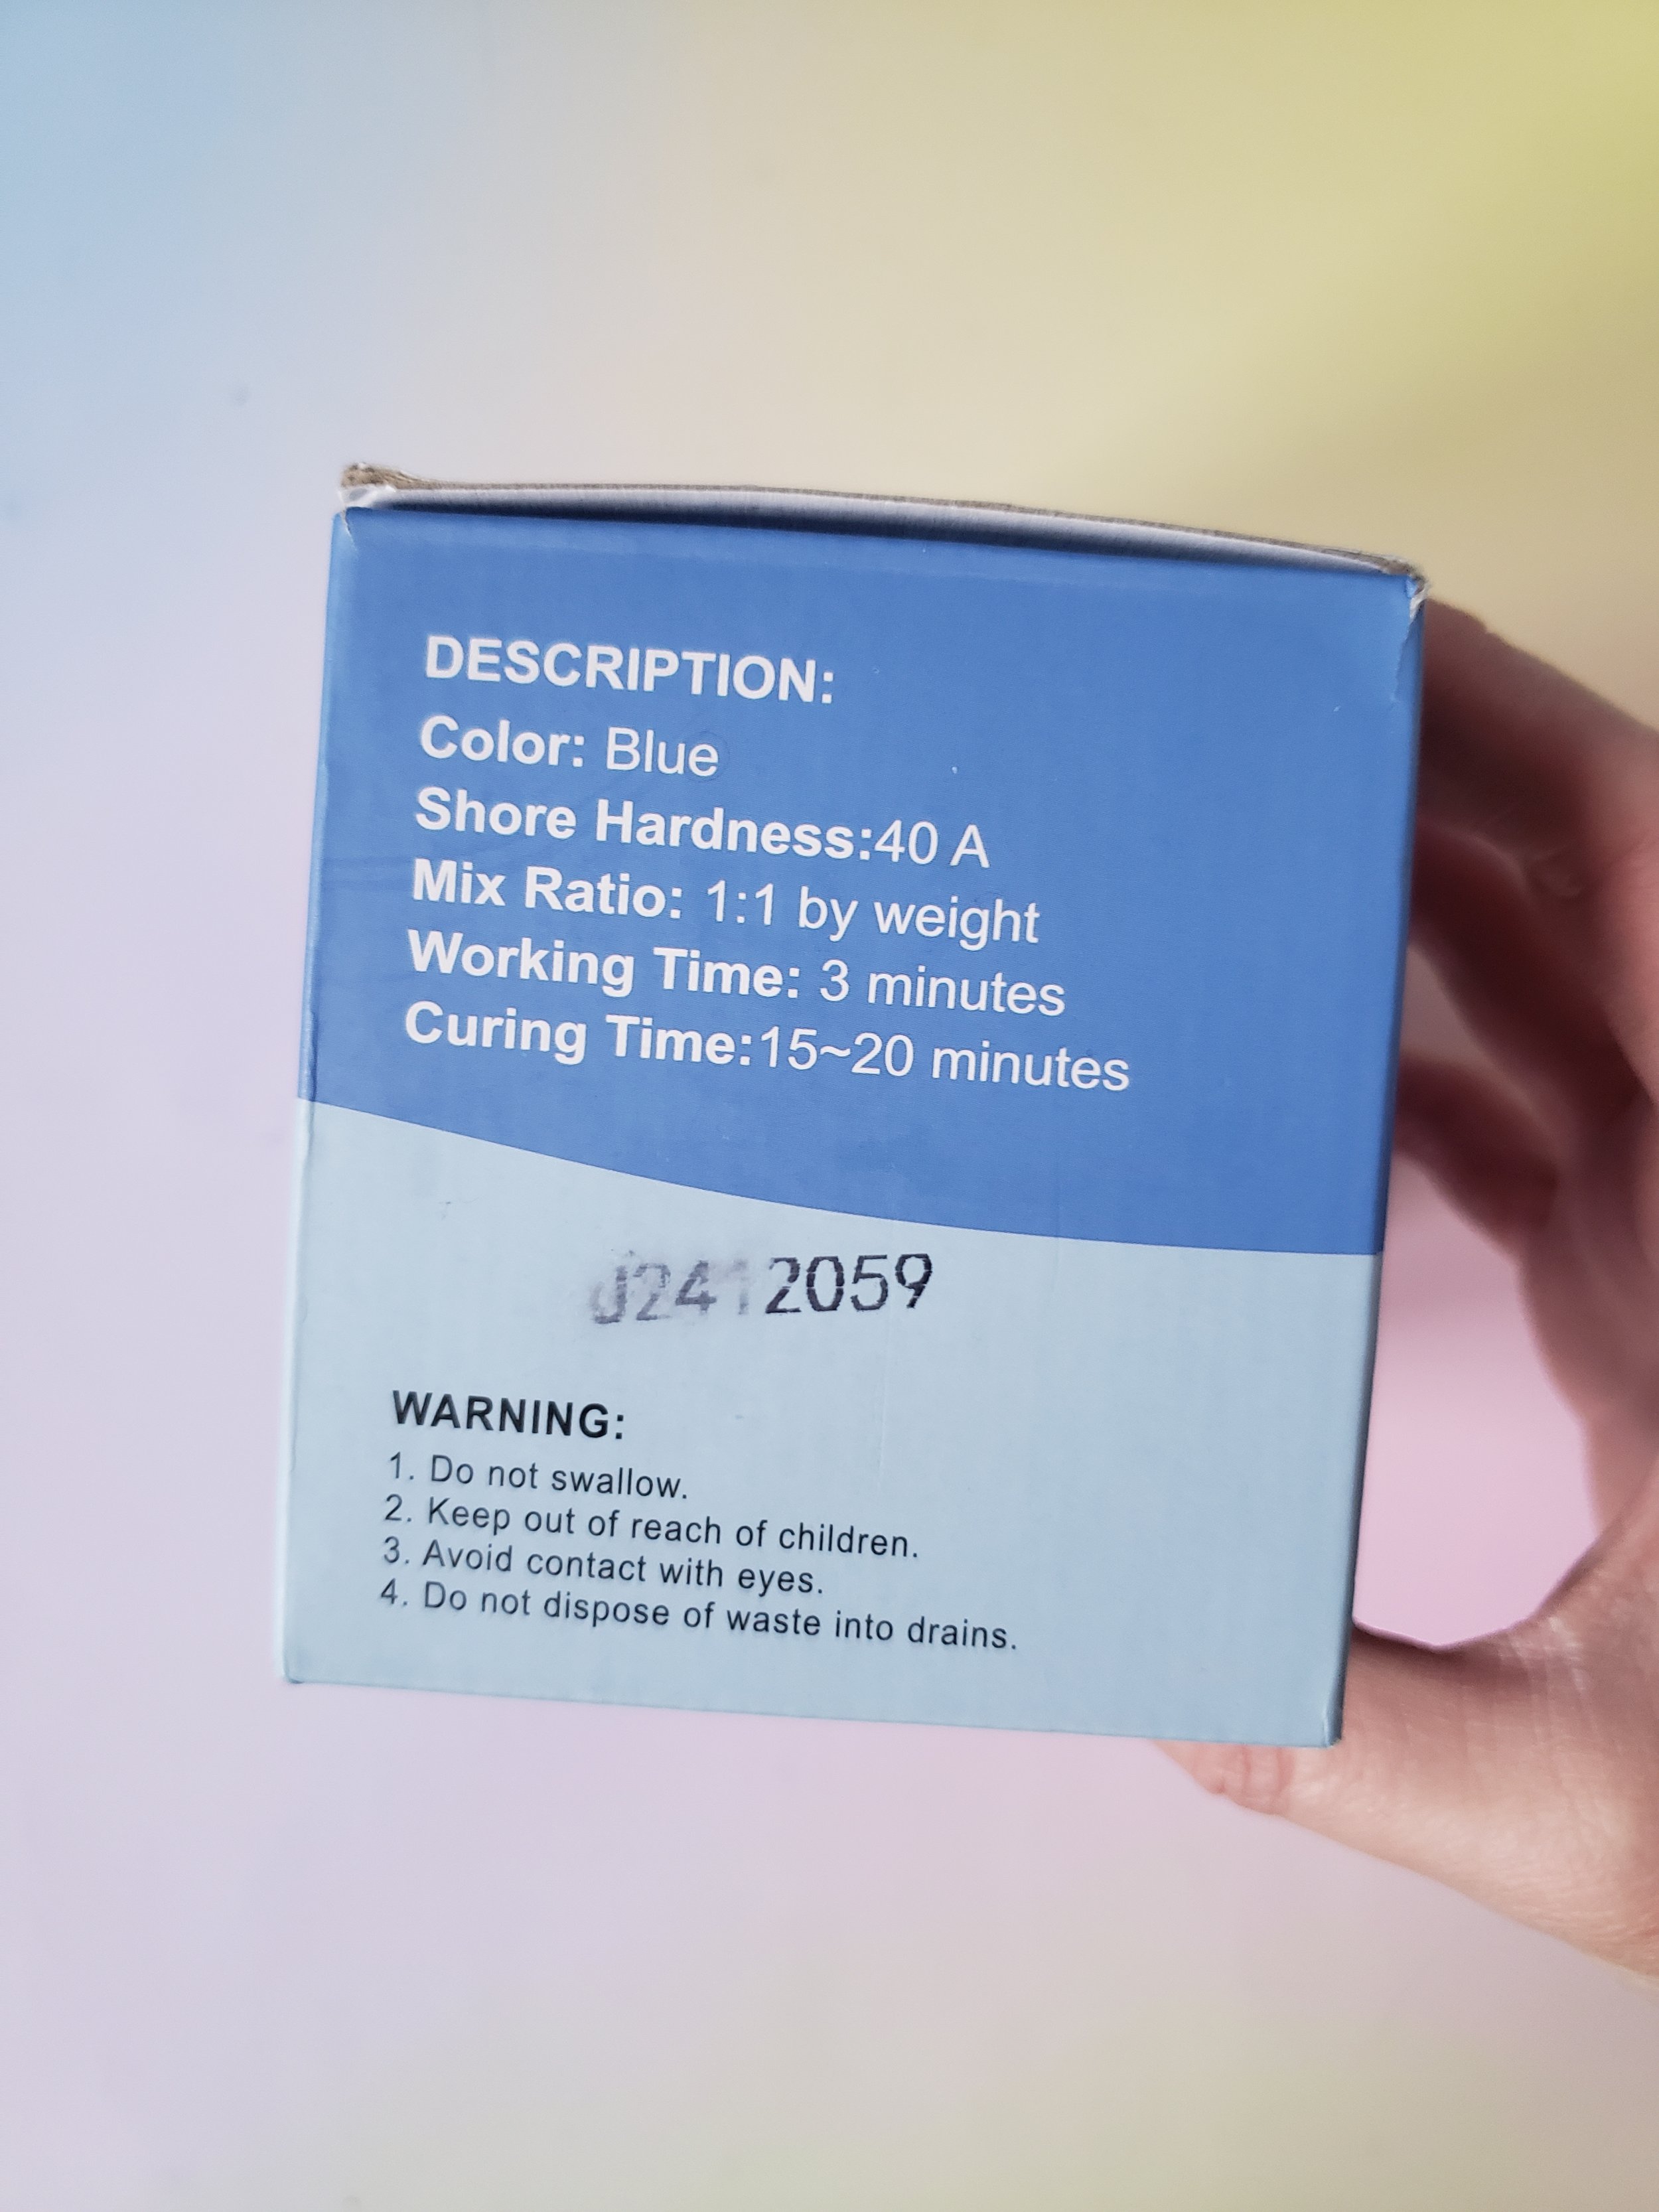 DESCRIPTION:
Color: Blue
Shore Hardness:40 A
Mix Ratio: 1:1 by weight
Working Time: 3 minutes
Curing Time:15~20 minutes
J2412059
WARNING:
1. Do not swallow.
2. Keep out of reach of children.
3. Avoid contact with eyes.
4. Do not dispose of waste into drains.